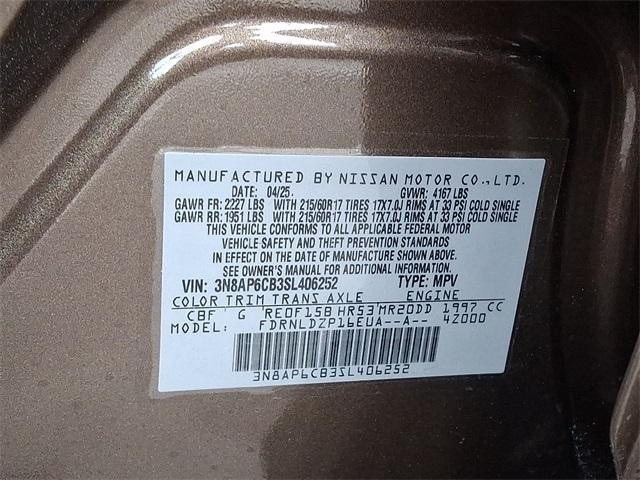 MANUFACTURED BY NISSAN MOTOR CO.,LTD.
DATE: 04/25 GVWR: 4167 LBS
GAWR FR: 2227 LBS WITH 215/60R17 TIRES 17X7.0J RIMS AT 33 PSI COLD SINGLE
GAWR RR: 1951 LBS WITH 215/60R17 TIRES 17X7.0J RIMS AT 33 PSI COLD SINGLE
THIS VEHICLE CONFORMS TO ALL APPLICABLE FEDERAL MOTOR
VEHICLE SAFETY AND THEFT PREVENTION STANDARDS
IN EFFECT ON THE DATE OF MANUFACTURE SHOWN ABOVE.
SEE OWNER'S MANUAL FOR ADDITIONAL INFORMATION.
VIN: 3N8AP6CB3SL406252 TYPE: MPV
COLOR TRIM TRANS AXLE ENGINE
CBF G RE0F15B HR53 MR20DD 1997 CC
MODEL: FDRNLDZP16EUA--A-- 4Z000
3N8AP6CB3SL406252